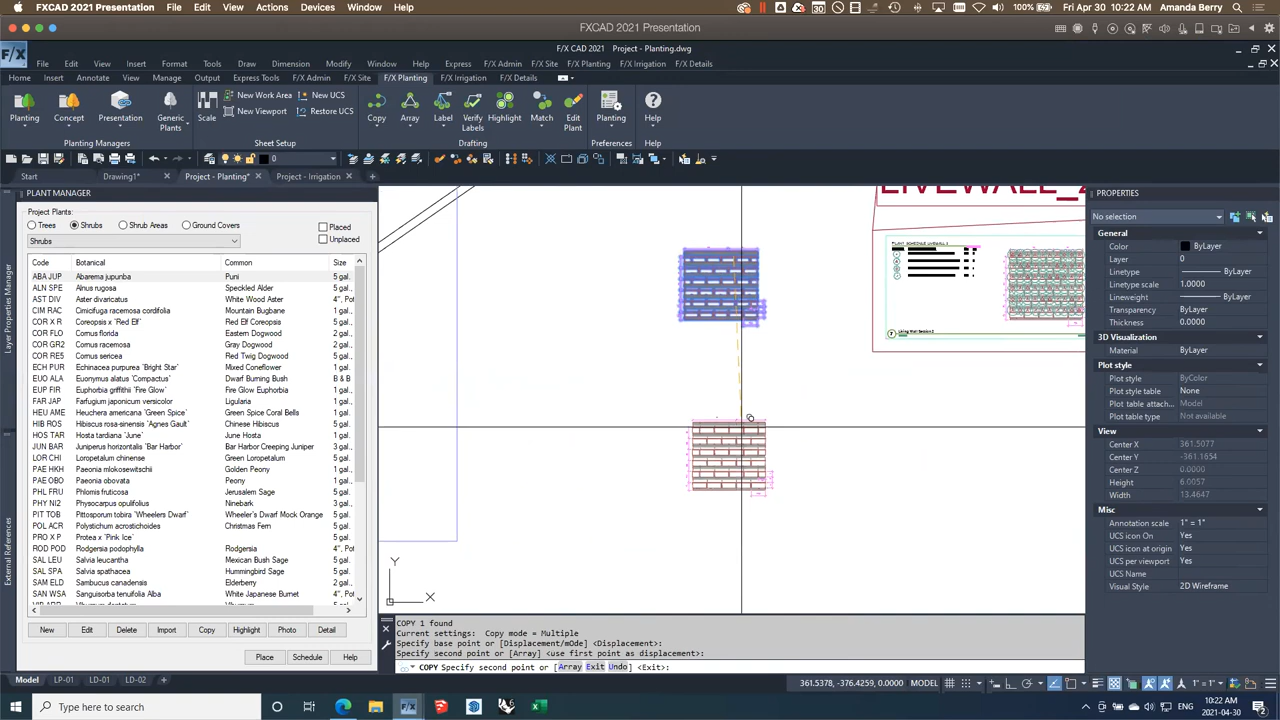 FXCAD 2021 Presentation File Edit View Actions Devices Window Help Fri Apr 30 10:22 AM Amanda Berry
FXCAD 2021 Presentation
F/X CAD 2021 Project - Planting.dwg
File Edit View Insert Format Tools Draw Dimension Modify Window Help Express F/X Admin F/X Site F/X Planting F/X Irrigation F/X Details
Home Insert Annotate View Manage Output Express Tools F/X Admin F/X Site F/X Planting F/X Irrigation F/X Details
New Work Area New UCS
New Viewport Restore UCS
Planting Concept Presentation Generic Plants Scale Copy Array Label Verify Labels Highlight Match Edit Plant Planting Help
Planting Managers Sheet Setup Drafting Preferences Help
0
Start Drawing1* Project - Planting* Project - Irrigation
PLANT MANAGER
Project Plants:
Trees Shrubs Shrub Areas Ground Covers
Placed
Unplaced
Shrubs
Code Botanical Common Size
ABA JUP Abarema jupunba Puni 5 gal.
ALN SPE Alnus rugosa Speckled Alder 5 gal.
AST DIV Aster divaricatus White Wood Aster 4", Pot
CIM RAC Cimicifuga racemosa cordifolia Mountain Bugbane 1 gal.
COR X R Coreopsis x `Red Elf` Red Elf Coreopsis 5 gal.
COR FLO Cornus florida Eastern Dogwood 5 gal.
COR GR2 Cornus racemosa Gray Dogwood 5 gal.
COR RE5 Cornus sericea Red Twig Dogwood 5 gal.
ECH PUR Echinacea purpurea `Bright Star` Mixed Coneflower 1 gal.
EUO ALA Euonymus alatus `Compactus` Dwarf Burning Bush B & B
EUP FIR Euphorbia griffithii `Fire Glow` Fire Glow Euphorbia 1 gal.
FAR JAP Farfugium japonicum Ligularia 1 gal.
HEU AME Heuchera americana `Green Spice` Green Spice Coral Bells 1 gal.
HIB ROS Hibiscus rosa-sinensis `Agnes Gault` Chinese Hibiscus 5 gal.
HOS TAR Hosta tardiana `June` June Hosta 1 gal.
JUN BAR Juniperus horizontalis `Bar Harbor` Bar Harbor Creeping Juniper 5 gal.
LOR CHI Loropetalum chinense Green Loropetalum 5 gal.
PAE HKH Paeonia mlokosewitschii Golden Peony 1 gal.
PAE OBO Paeonia obovata Peony 1 gal.
PHL FRU Phlomis fruticosa Jerusalem Sage 5 gal.
PHY NI2 Physocarpus opulifolius Ninebark 3 gal.
PIT TOB Pittosporum tobira `Wheelers Dwarf` Wheeler's Dwarf Mock Orange 5 gal.
POL ACR Polystichum acrostichoides Christmas Fern 5 gal.
PRO X P Protea x `Pink Ice` 5 gal.
ROD POD Rodgersia podophylla Rodgersia 4", Pot
SAL LEU Salvia leucantha Mexican Bush Sage 5 gal.
SAL SPA Salvia spathacea Hummingbird Sage 5 gal.
SAM ELD Sambucus canadensis Elderberry 2 gal.
SAN WSA Sanguisorba tenuifolia Alba White Japanese Burnet 4", Pot
New Edit Delete Import Copy Highlight Photo Detail
Place Schedule Help
Layer Properties Manager
External References
PLANT SCHEDULE LIVEWALL 2
Living Wall Section 2
Y
X
PROPERTIES
No selection
General
Color ByLayer
Layer 0
Linetype ByLayer
Linetype scale 1.0000
Lineweight ByLayer
Transparency ByLayer
Thickness 0.0000
3D Visualization
Material ByLayer
Plot style
Plot style ByColor
Plot style table None
Plot table attach... Model
Plot table type Not available
View
Center X 361.5077
Center Y -361.1654
Center Z 0.0000
Height 6.0057
Width 13.4647
Misc
Annotation scale 1" = 1"
UCS icon On Yes
UCS icon at origin Yes
UCS per viewport Yes
UCS Name
Visual Style 2D Wireframe
COPY 1 found
Current settings: Copy mode = Multiple
Specify base point or [Displacement/mOde] <Displacement>:
Specify second point or [Array] <use first point as displacement>:
COPY Specify second point or [Array Exit Undo] <Exit>:
Model LP-01 LD-01 LD-02
361.5378, -376.4259, 0.0000 MODEL 1" = 1"
Type here to search
10:22 AM
2021-04-30